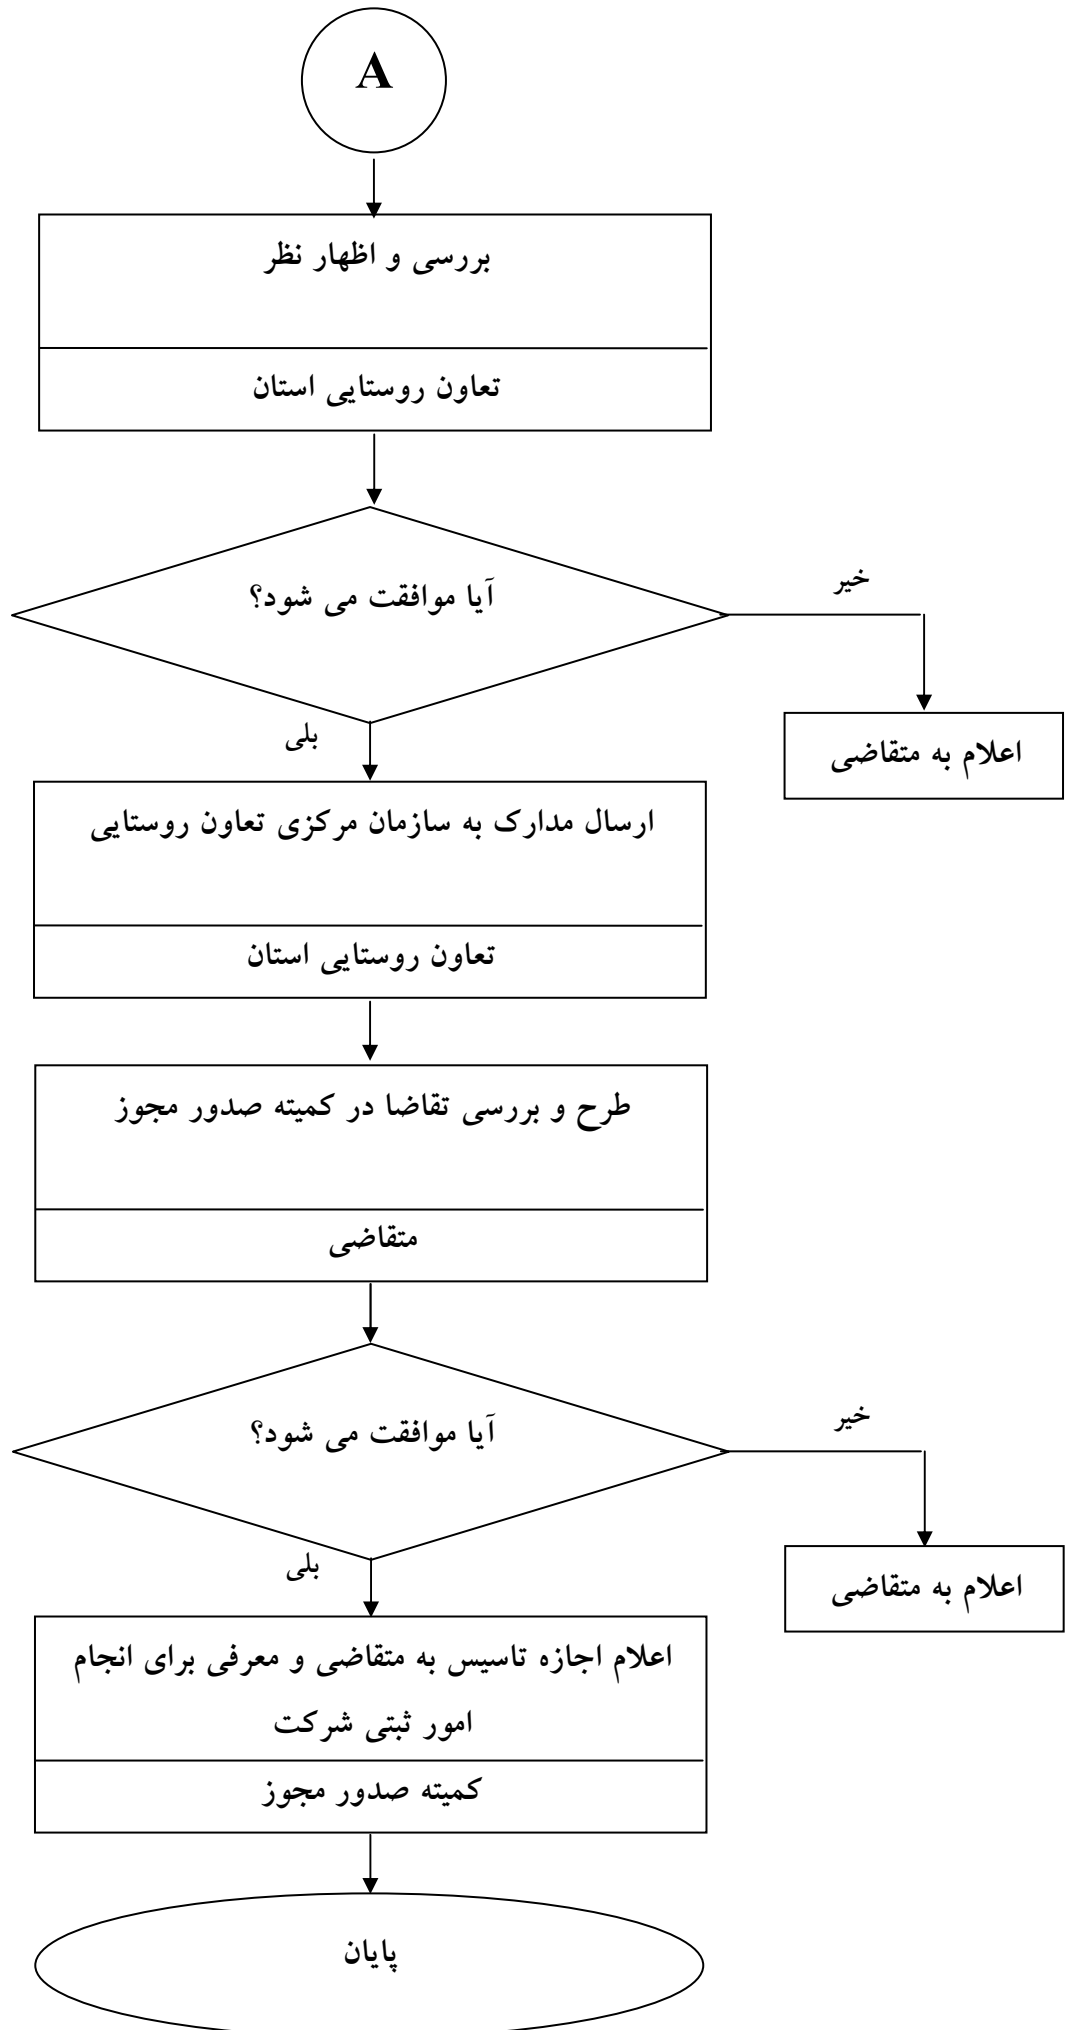 A
بررسی و اظهار نظر
تعاون روستایی استان
آیا موافقت می شود؟
خیر
بلی
اعلام به متقاضی
ارسال مدارک به سازمان مرکزی تعاون روستایی
تعاون روستایی استان
طرح و بررسی تقاضا در کمیته صدور مجوز
متقاضی
آیا موافقت می شود؟
خیر
بلی
اعلام به متقاضی
اعلام اجازه تاسیس به متقاضی و معرفی برای انجام
امور ثبتی شرکت
کمیته صدور مجوز
پایان